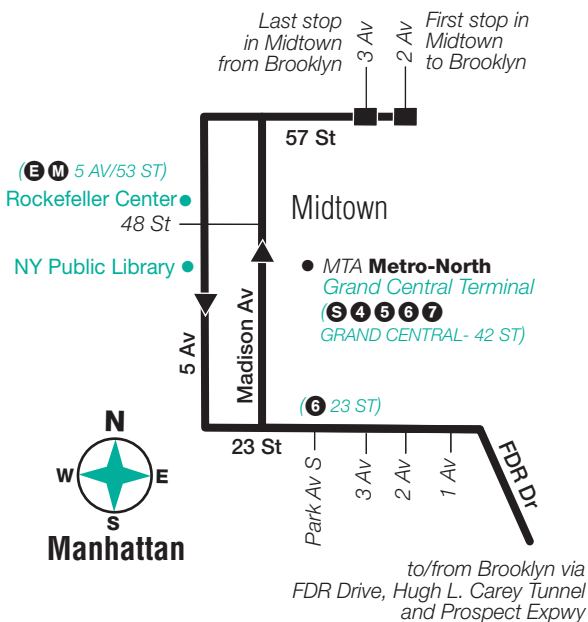 Last stop
in Midtown
from Brooklyn
3 Av
2 Av
First stop in
Midtown
to Brooklyn
57 St
(E M 5 AV/53 ST)
Rockefeller Center
48 St
Midtown
NY Public Library
MTA Metro-North
Grand Central Terminal
(S 4 5 6 7
GRAND CENTRAL- 42 ST)
5 Av
Madison Av
(6 23 ST)
23 St
Park Av S
3 Av
2 Av
1 Av
FDR Dr
N
W
E
S
Manhattan
to/from Brooklyn via
FDR Drive, Hugh L. Carey Tunnel
and Prospect Expwy